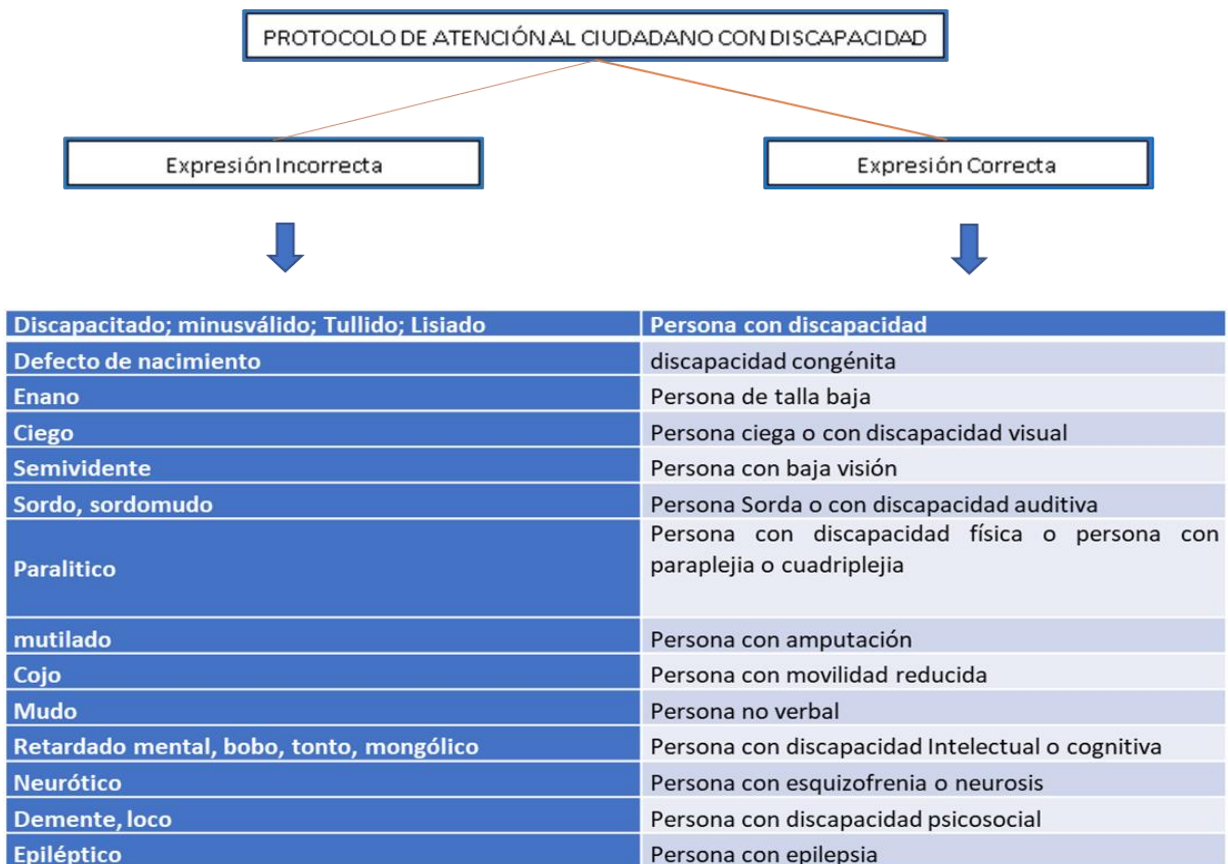 PROTOCOLO DE ATENCIÓN AL CIUDADANO CON DISCAPACIDAD
Expresión Incorrecta
Expresión Correcta
Discapacitado; minusválido; Tullido; Lisiado
Persona con discapacidad
Defecto de nacimiento
discapacidad congénita
Enano
Persona de talla baja
Ciego
Persona ciega o con discapacidad visual
Semividente
Persona con baja visión
Sordo, sordomudo
Persona Sorda o con discapacidad auditiva
Paralitico
Persona con discapacidad física o persona con
paraplejia o cuadriplejia
mutilado
Persona con amputación
Cojo
Persona con movilidad reducida
Mudo
Persona no verbal
Retardado mental, bobo, tonto, mongólico
Persona con discapacidad Intelectual o cognitiva
Neurótico
Persona con esquizofrenia o neurosis
Demente, loco
Persona con discapacidad psicosocial
Epiléptico
Persona con epilepsia